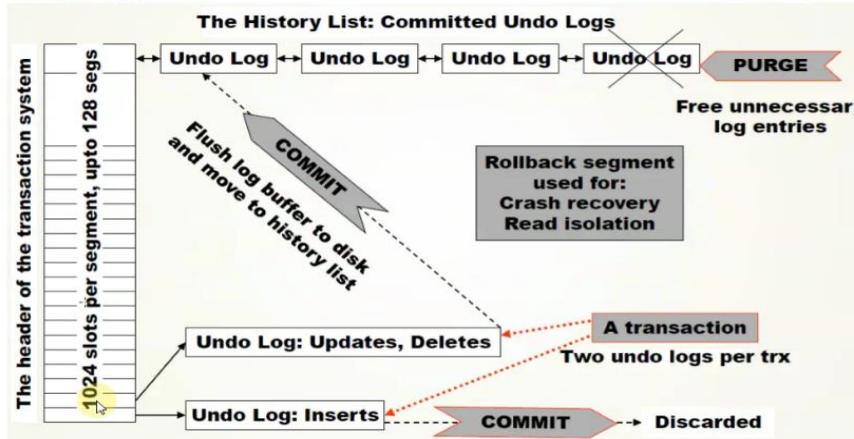 The History List: Committed Undo Logs
Undo Log
Undo Log
Undo Log
Undo Log
PURGE
Free unnecessar
log entries
The header of the transaction system
1024 slots per segment, upto 128 segs
COMMIT
Flush log buffer to disk
and move to history list
Rollback segment
used for:
Crash recovery
Read isolation
Undo Log: Updates, Deletes
A transaction
Two undo logs per trx
Undo Log: Inserts
COMMIT
Discarded